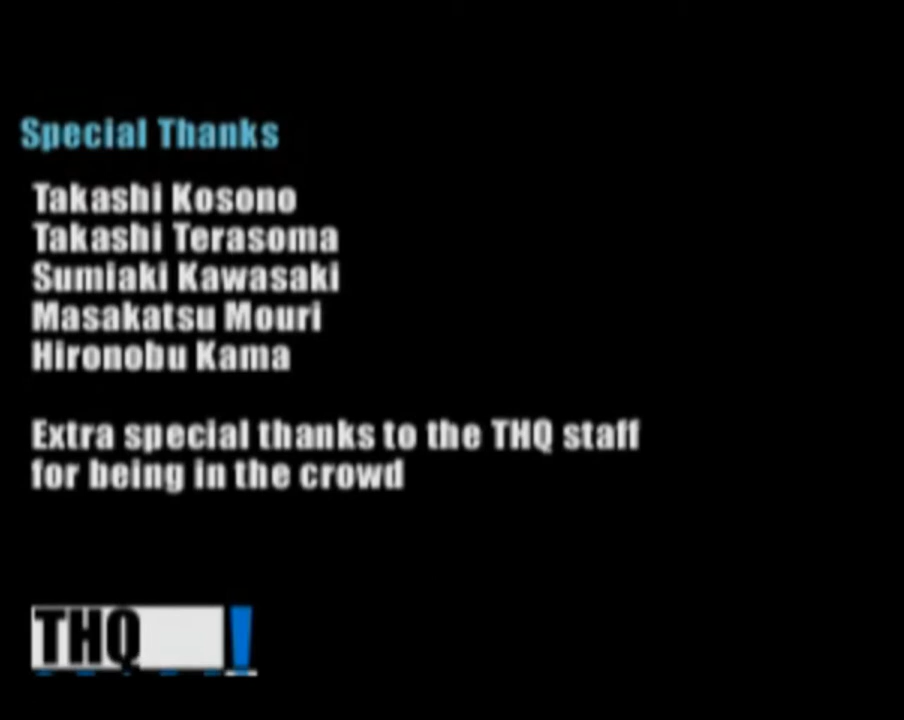 Special Thanks
Takashi Kosono
Takashi Terasoma
Sumiaki Kawasaki
Masakatsu Mouri
Hironobu Kama
Extra special thanks to the THQ staff
for being in the crowd
THQ !